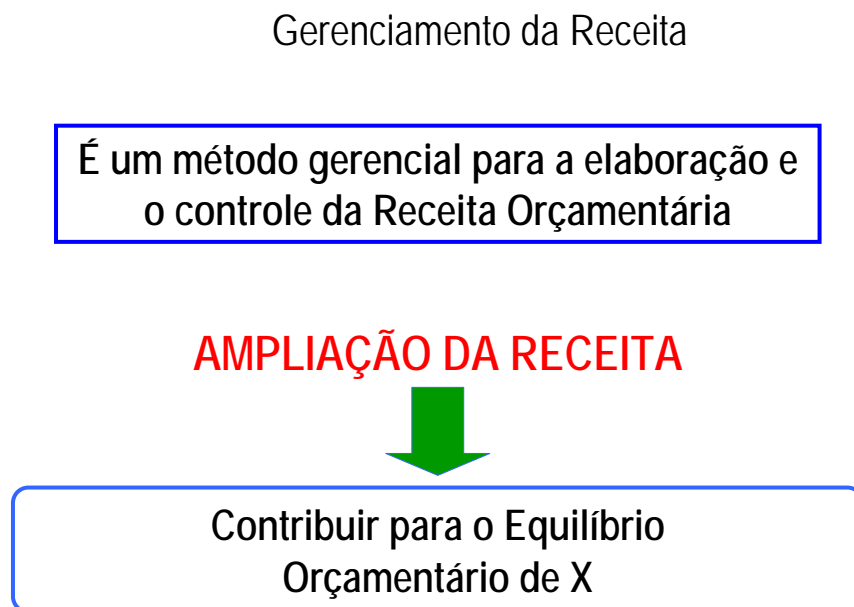 Gerenciamento da Receita
É um método gerencial para a elaboração e
o controle da Receita Orçamentária
AMPLIAÇÃO DA RECEITA
Contribuir para o Equilíbrio
Orçamentário de X